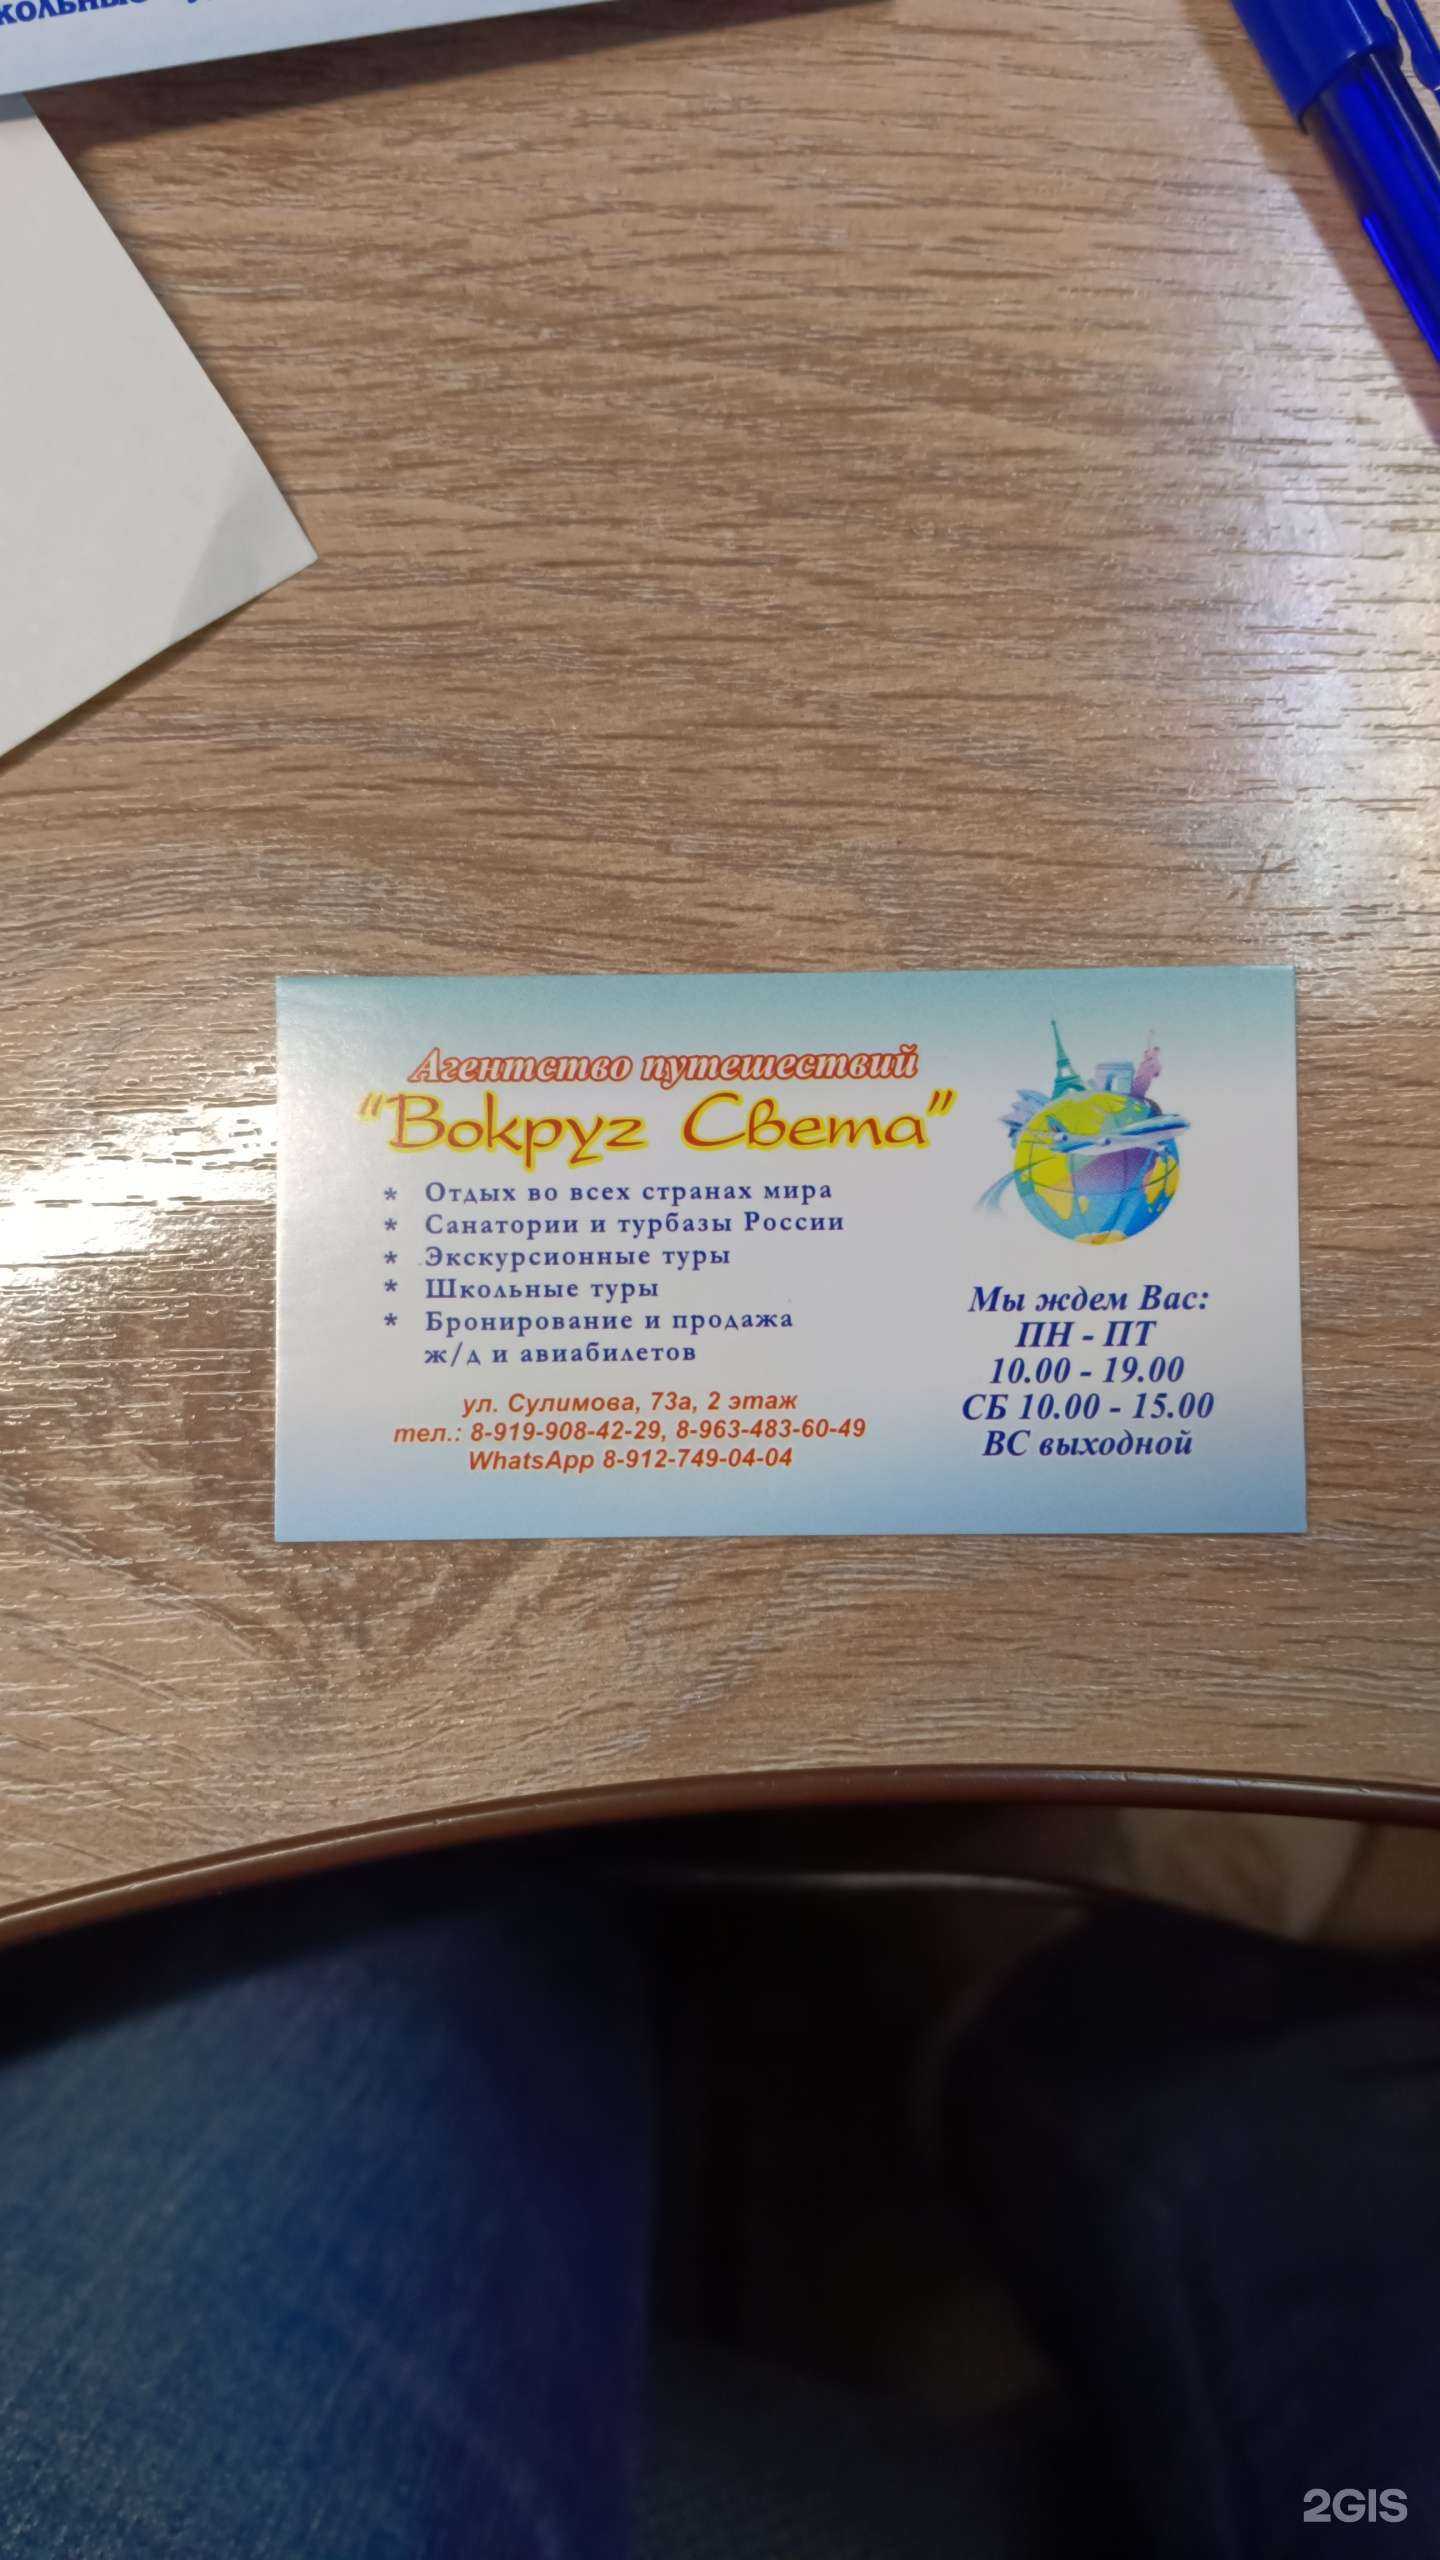 Агентство путешествий
"Вокруг Света"
* Отдых во всех странах мира
* Санатории и турбазы России
* Экскурсионные туры
* Школьные туры
* Бронирование и продажа
ж/д и авиабилетов
ул. Сулимова, 73а, 2 этаж
тел.: 8-919-908-42-29, 8-963-483-60-49
WhatsApp 8-912-749-04-04
Мы ждем Вас:
ПН - ПТ
10.00 - 19.00
СБ 10.00 - 15.00
ВС выходной
2GIS